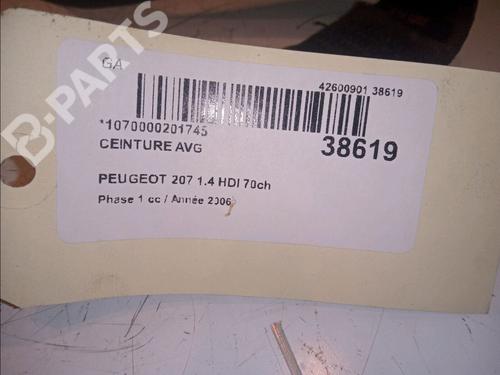 B-PARTS
GA
42600901 38619
*1070000201745
38619
CEINTURE AVG
PEUGEOT 207 1.4 HDI 70ch
Phase 1 cc / Année 2006